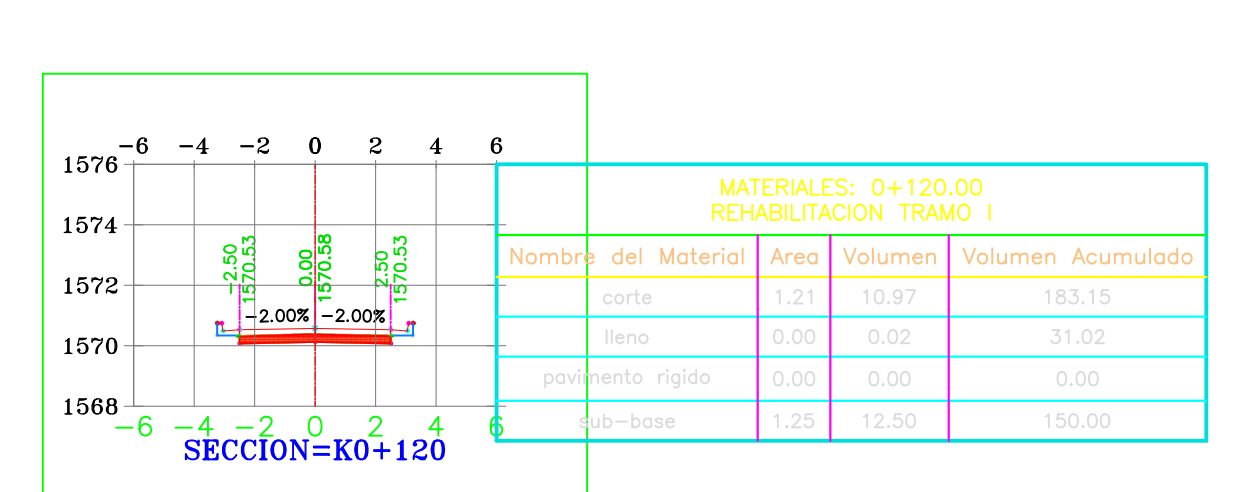 −6 −4 −2 0 2 4 6
1576
1574
1572
1570
1568
−2.50
1570.53
0.00
1570.58
2.50
1570.53
−2.00% −2.00%
−6 −4 −2 0 2 4 6
SECCION=K0+120
MATERIALES: 0+120.00
REHABILITACION TRAMO I
Nombre del Material Area Volumen Volumen Acumulado
corte 1.21 10.97 183.15
lleno 0.00 0.02 31.02
pavimento rigido 0.00 0.00 0.00
sub−base 1.25 12.50 150.00